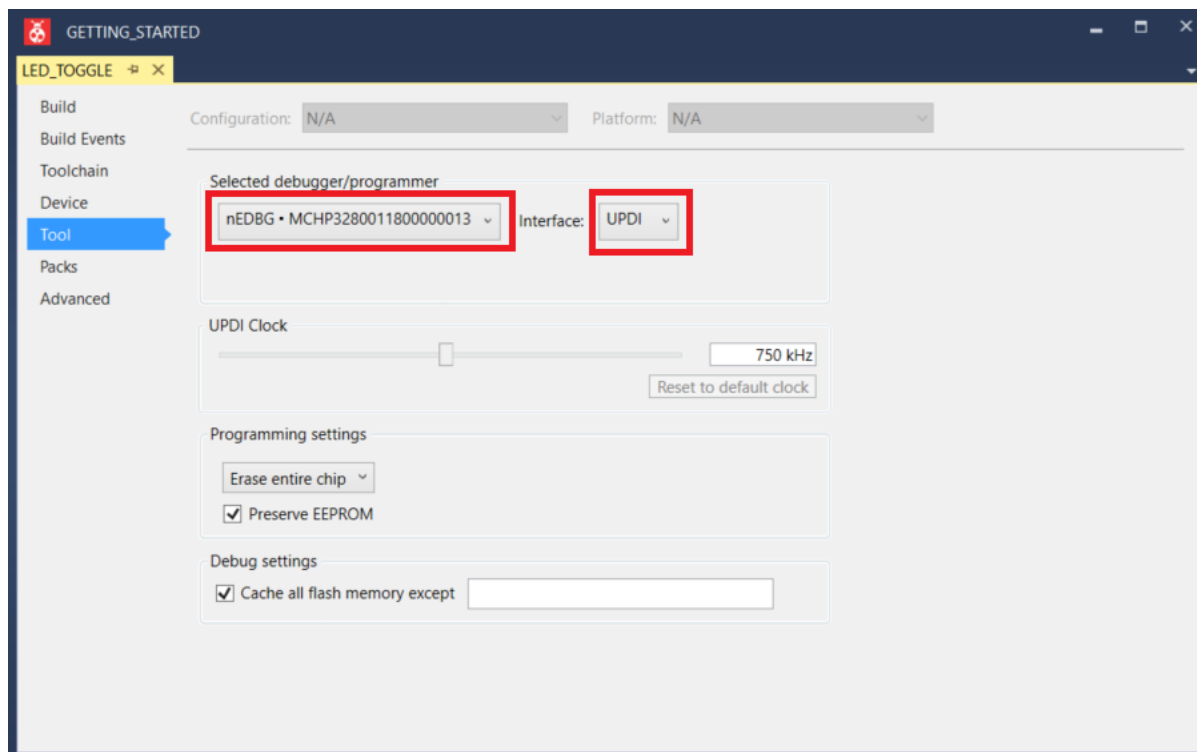 GETTING_STARTED
LED_TOGGLE
Build
Build Events
Toolchain
Device
Tool
Packs
Advanced
Configuration: N/A Platform: N/A
Selected debugger/programmer
nEDBG • MCHP3280011800000013 Interface: UPDI
UPDI Clock
750 kHz
Reset to default clock
Programming settings
Erase entire chip
Preserve EEPROM
Debug settings
Cache all flash memory except